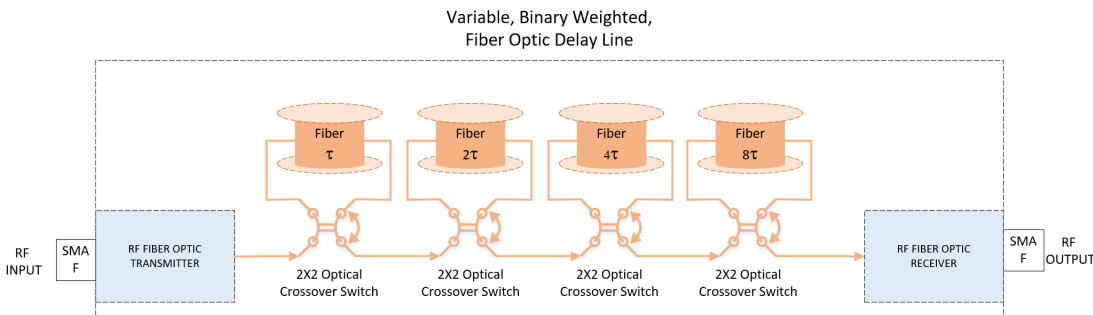 Variable, Binary Weighted,
Fiber Optic Delay Line
Fiber
τ
Fiber
2τ
Fiber
4τ
Fiber
8τ
RF
INPUT
SMA
F
RF FIBER OPTIC
TRANSMITTER
2X2 Optical
Crossover Switch
2X2 Optical
Crossover Switch
2X2 Optical
Crossover Switch
2X2 Optical
Crossover Switch
RF FIBER OPTIC
RECEIVER
SMA
F
RF
OUTPUT